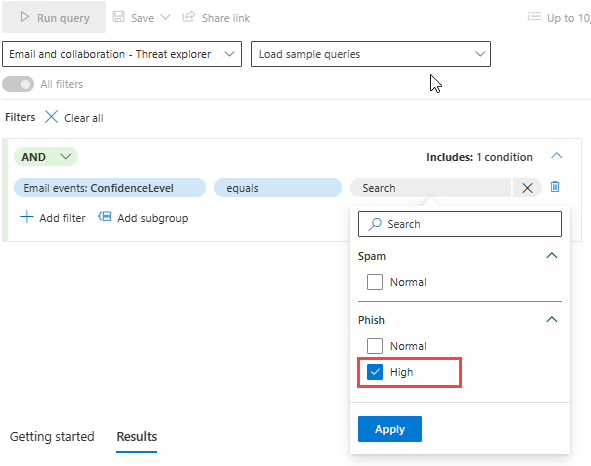 Run query Save Share link Up to 10,
Email and collaboration - Threat explorer Load sample queries
All filters
Filters Clear all
AND Includes: 1 condition
Email events: ConfidenceLevel equals Search
Add filter Add subgroup
Search
Spam
Normal
Phish
Normal
High
Apply
Getting started Results